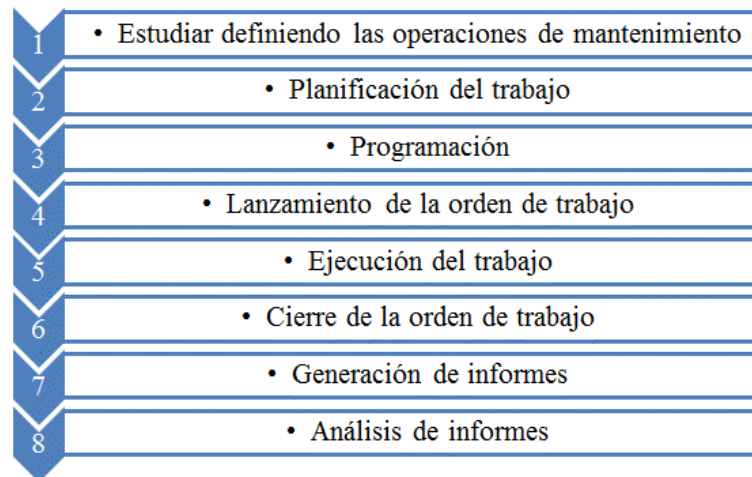 1 • Estudiar definiendo las operaciones de mantenimiento
2 • Planificación del trabajo
3 • Programación
4 • Lanzamiento de la orden de trabajo
5 • Ejecución del trabajo
6 • Cierre de la orden de trabajo
7 • Generación de informes
8 • Análisis de informes